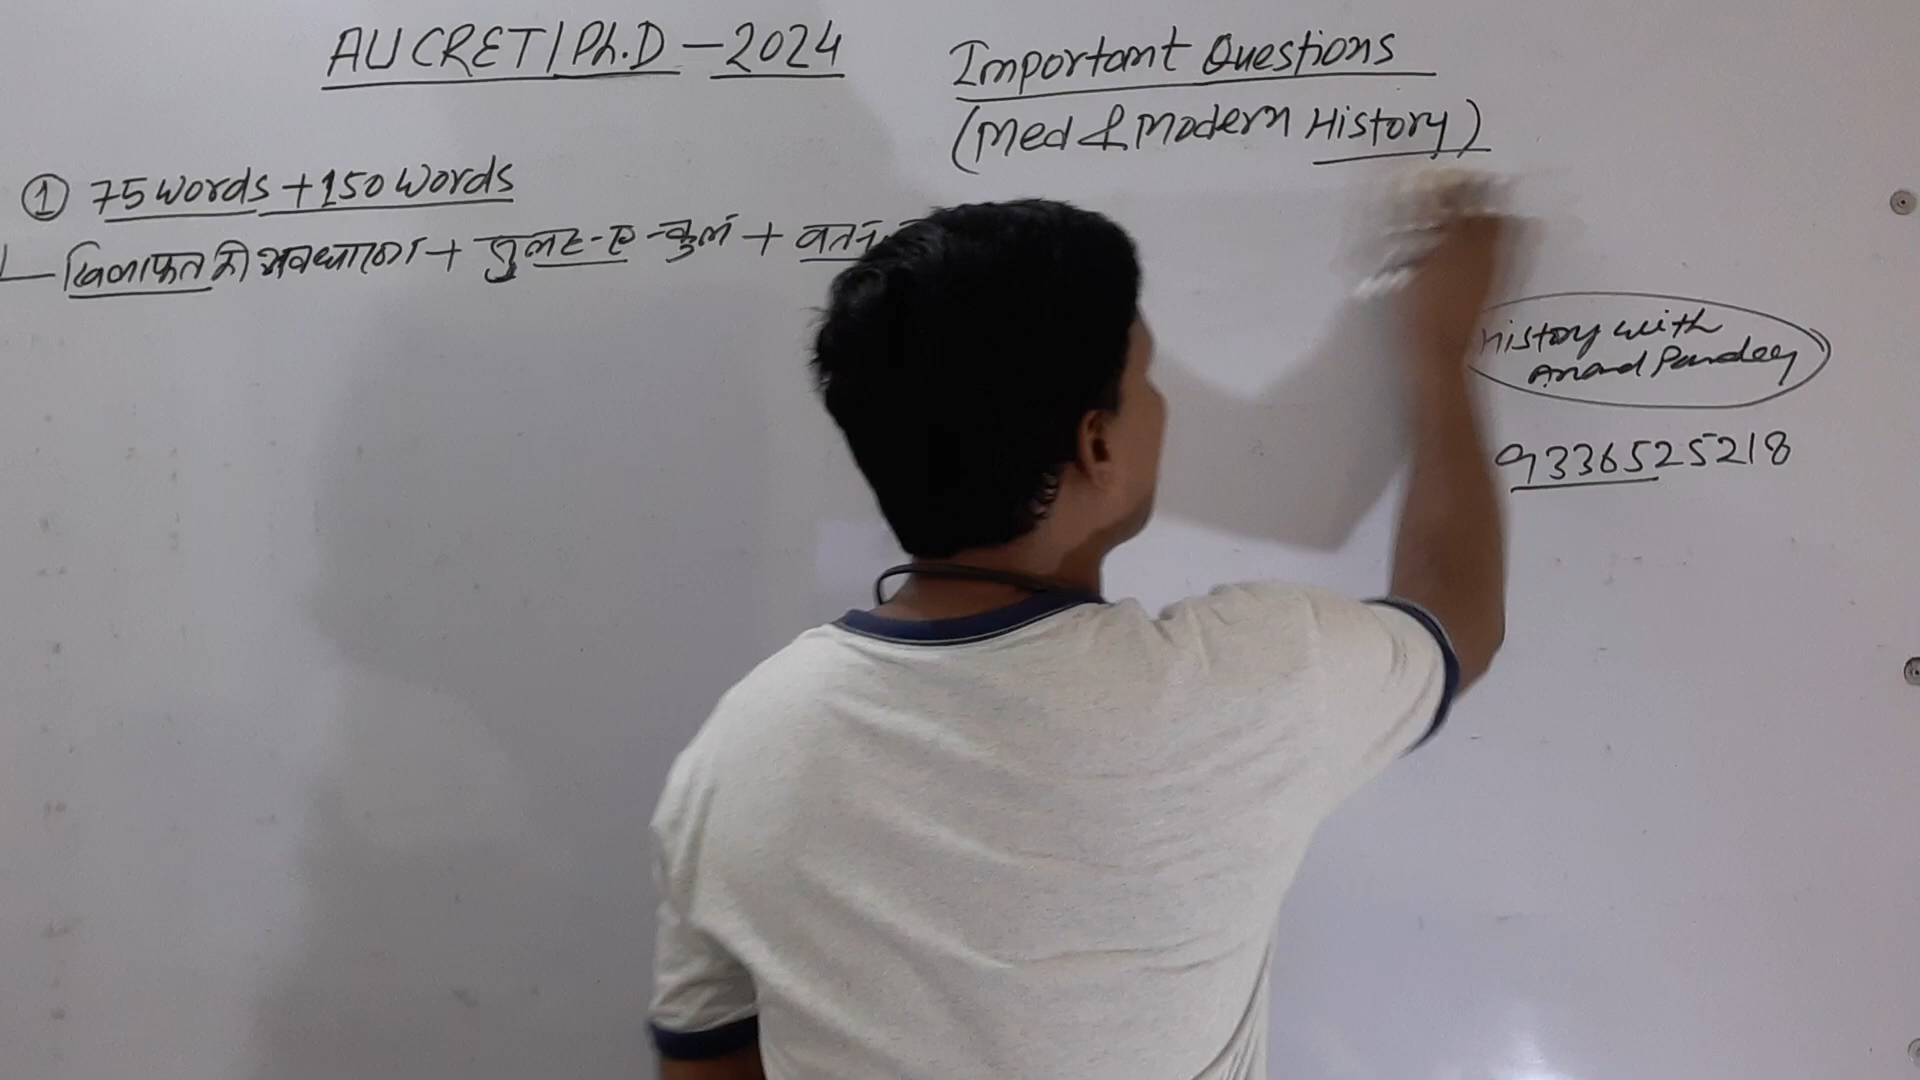 AU CRET/Ph.D-2024
Important Questions
(Med & Modern History)
① 75 words + 150 words
खिलाफत की अवधारणा + सुलह-ए-कुल + वतन
History with
Anand Pandey
9336525218